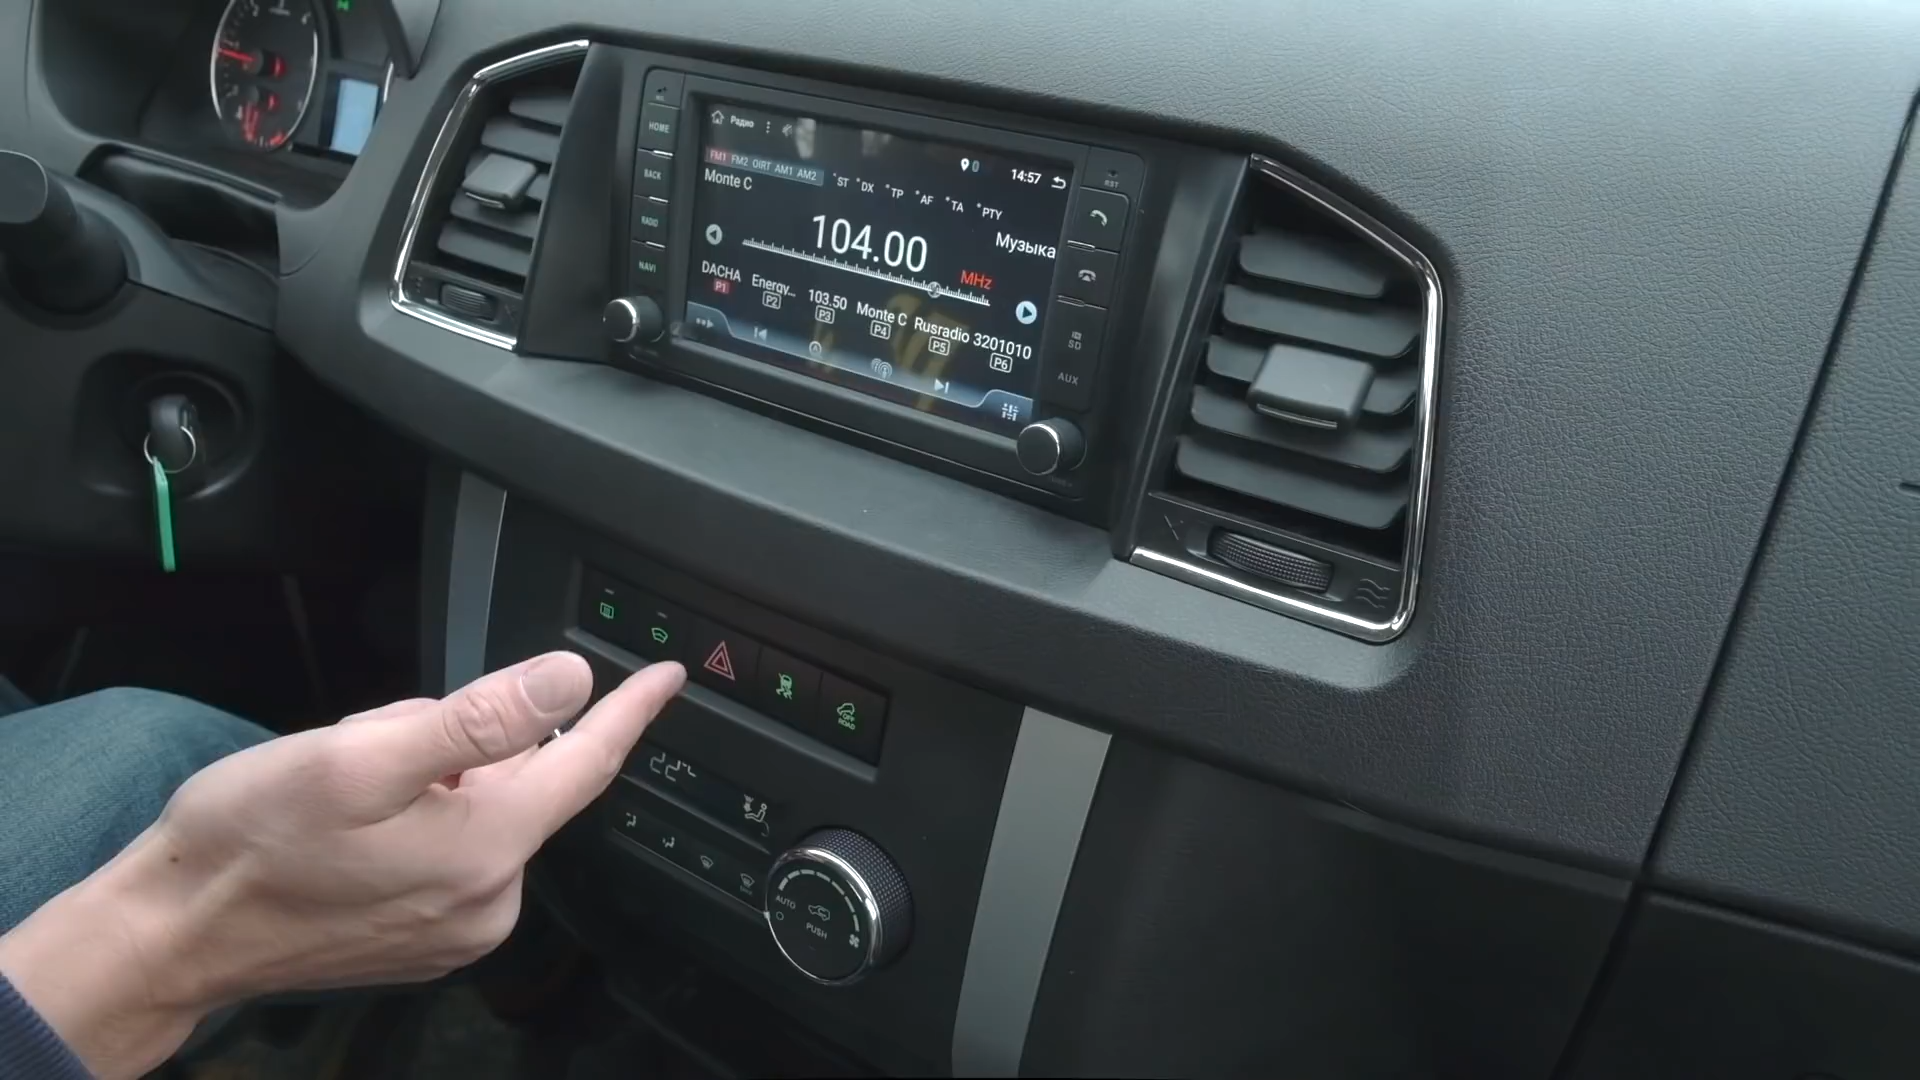 HOME
BACK
RADIO
NAVI
Радио
0
14:57
FM1 FM2 OIRT AM1 AM2
ST DX TP AF TA PTY
Monte C
104.00
MHz
Музыка
DACHA
P1
Energy...
P2
103.50
P3
Monte C
P4
Rusradio
P5
3201010
P6
RST
SD
AUX
OFF
ROAD
22°C
AUTO
PUSH